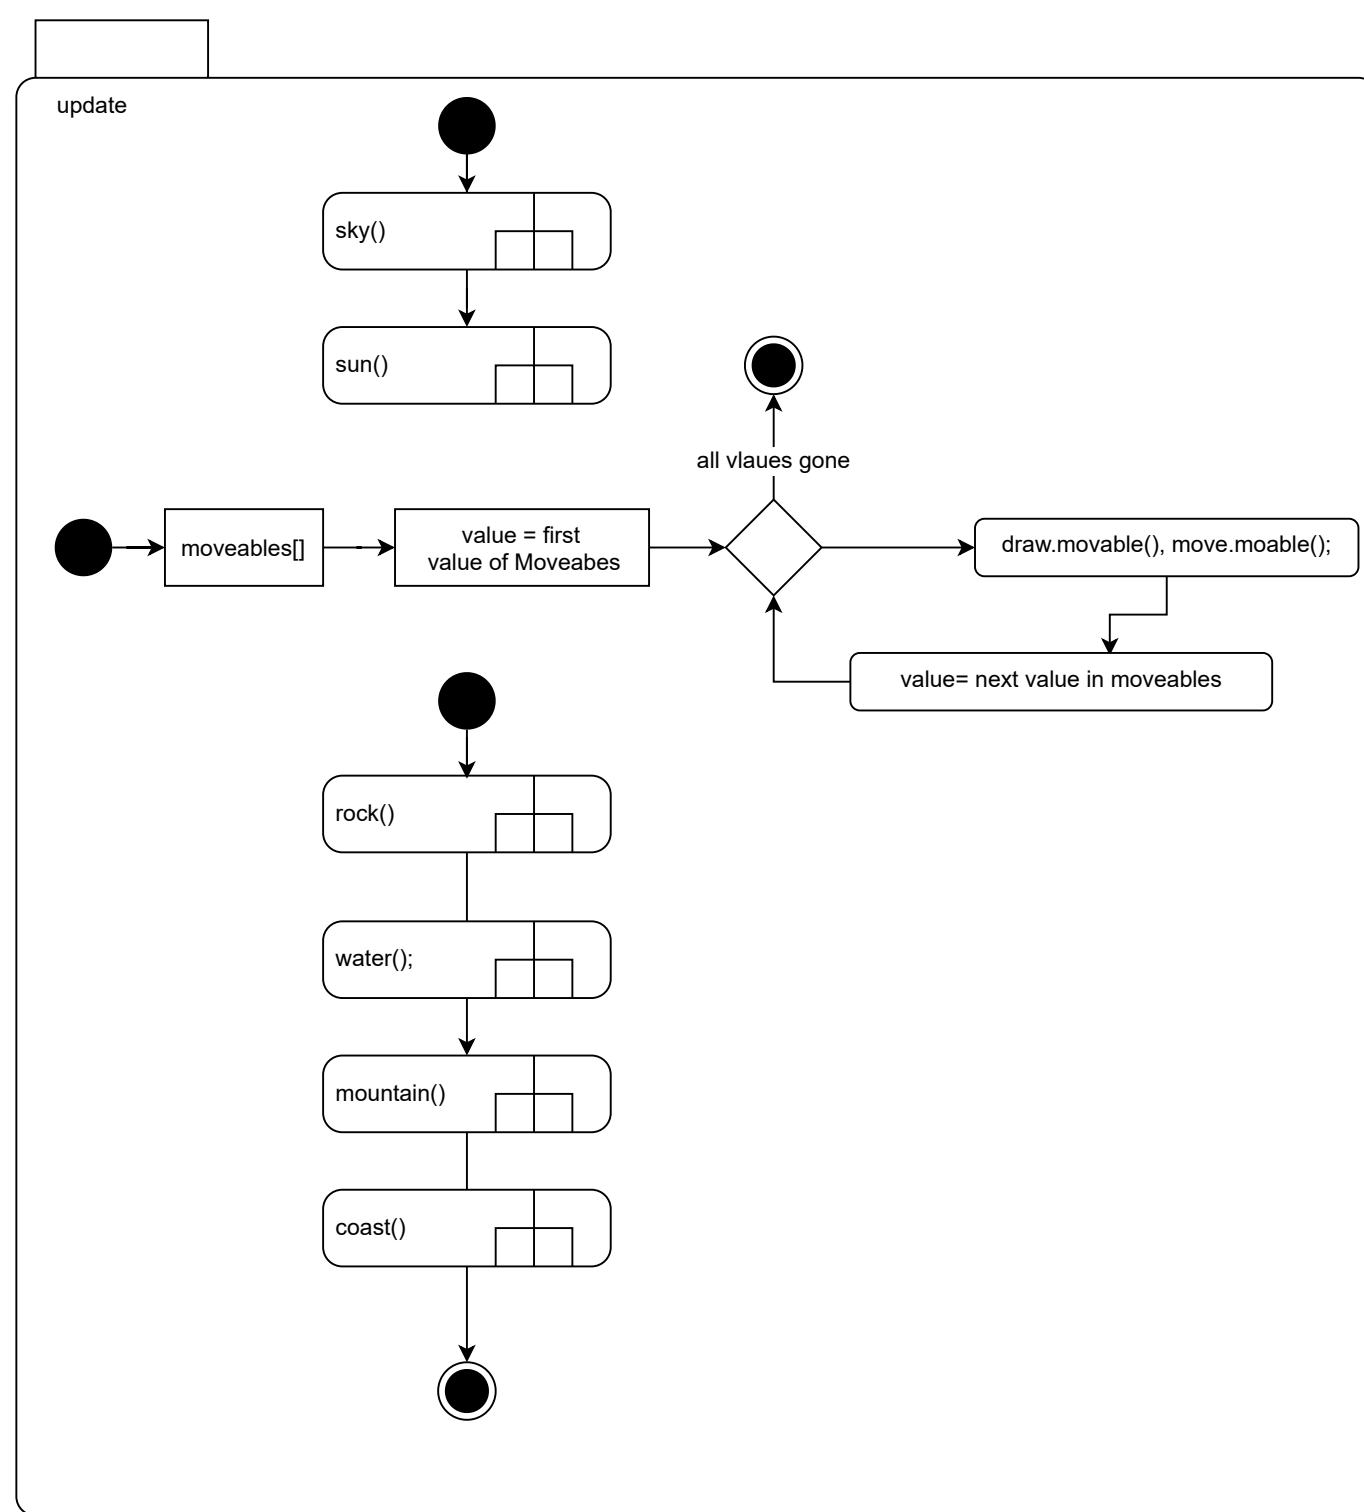 update
sky()
sun()
all vlaues gone
moveables[]
value = first
value of Moveabes
draw.movable(), move.moable();
value= next value in moveables
rock()
water();
mountain()
coast()